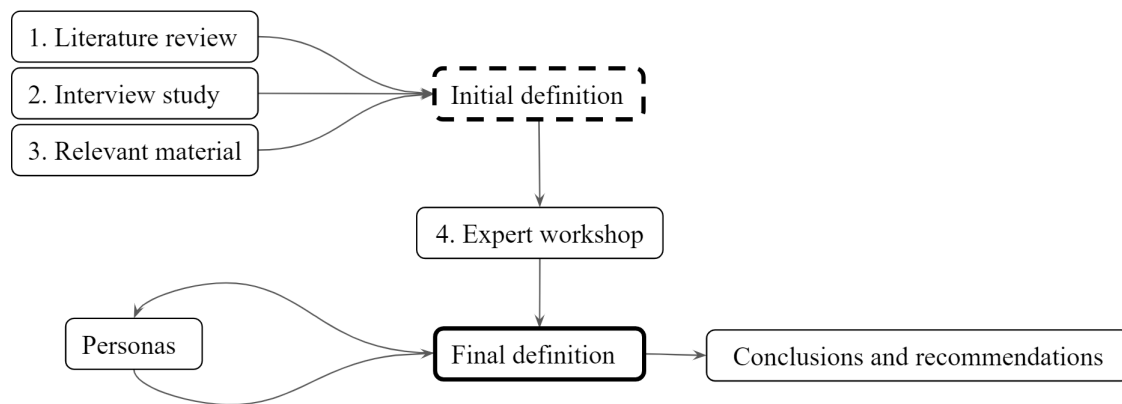 1. Literature review
2. Interview study
3. Relevant material
Initial definition
4. Expert workshop
Personas
Final definition
Conclusions and recommendations